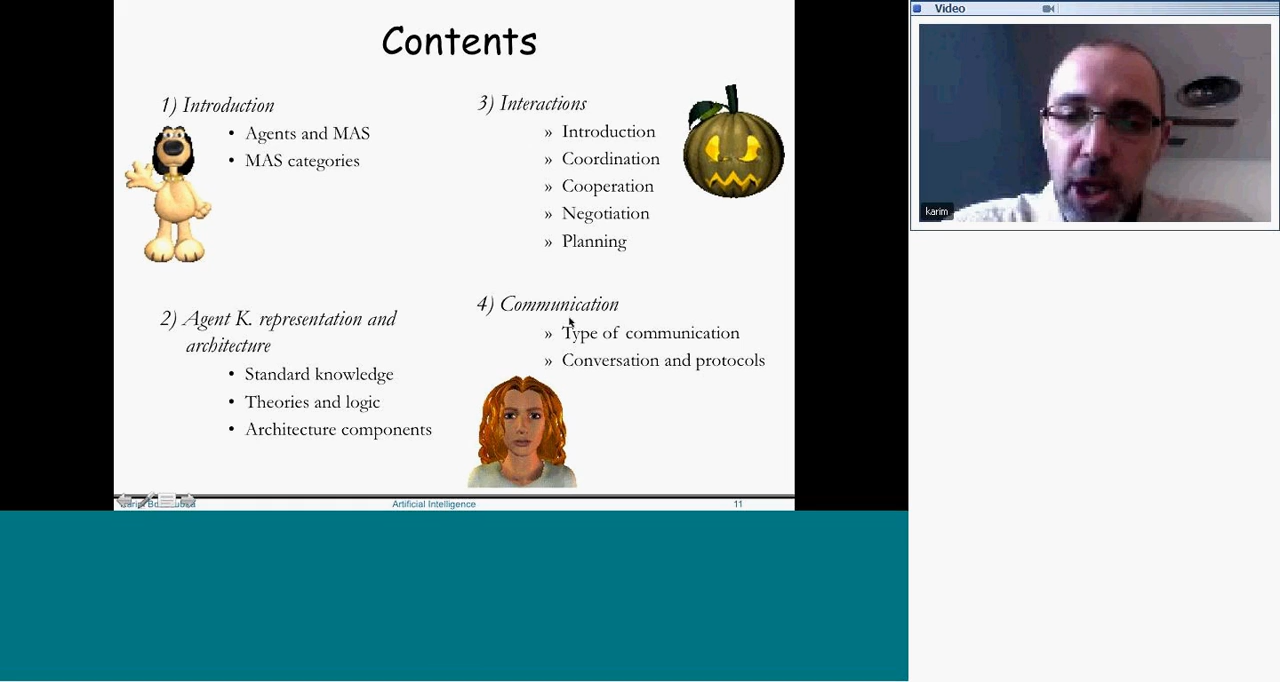 Contents
1) Introduction
• Agents and MAS
• MAS categories
2) Agent K. representation and
architecture
• Standard knowledge
• Theories and logic
• Architecture components
3) Interactions
» Introduction
» Coordination
» Cooperation
» Negotiation
» Planning
4) Communication
» Type of communication
» Conversation and protocols
Artificial Intelligence
11
Video
karim